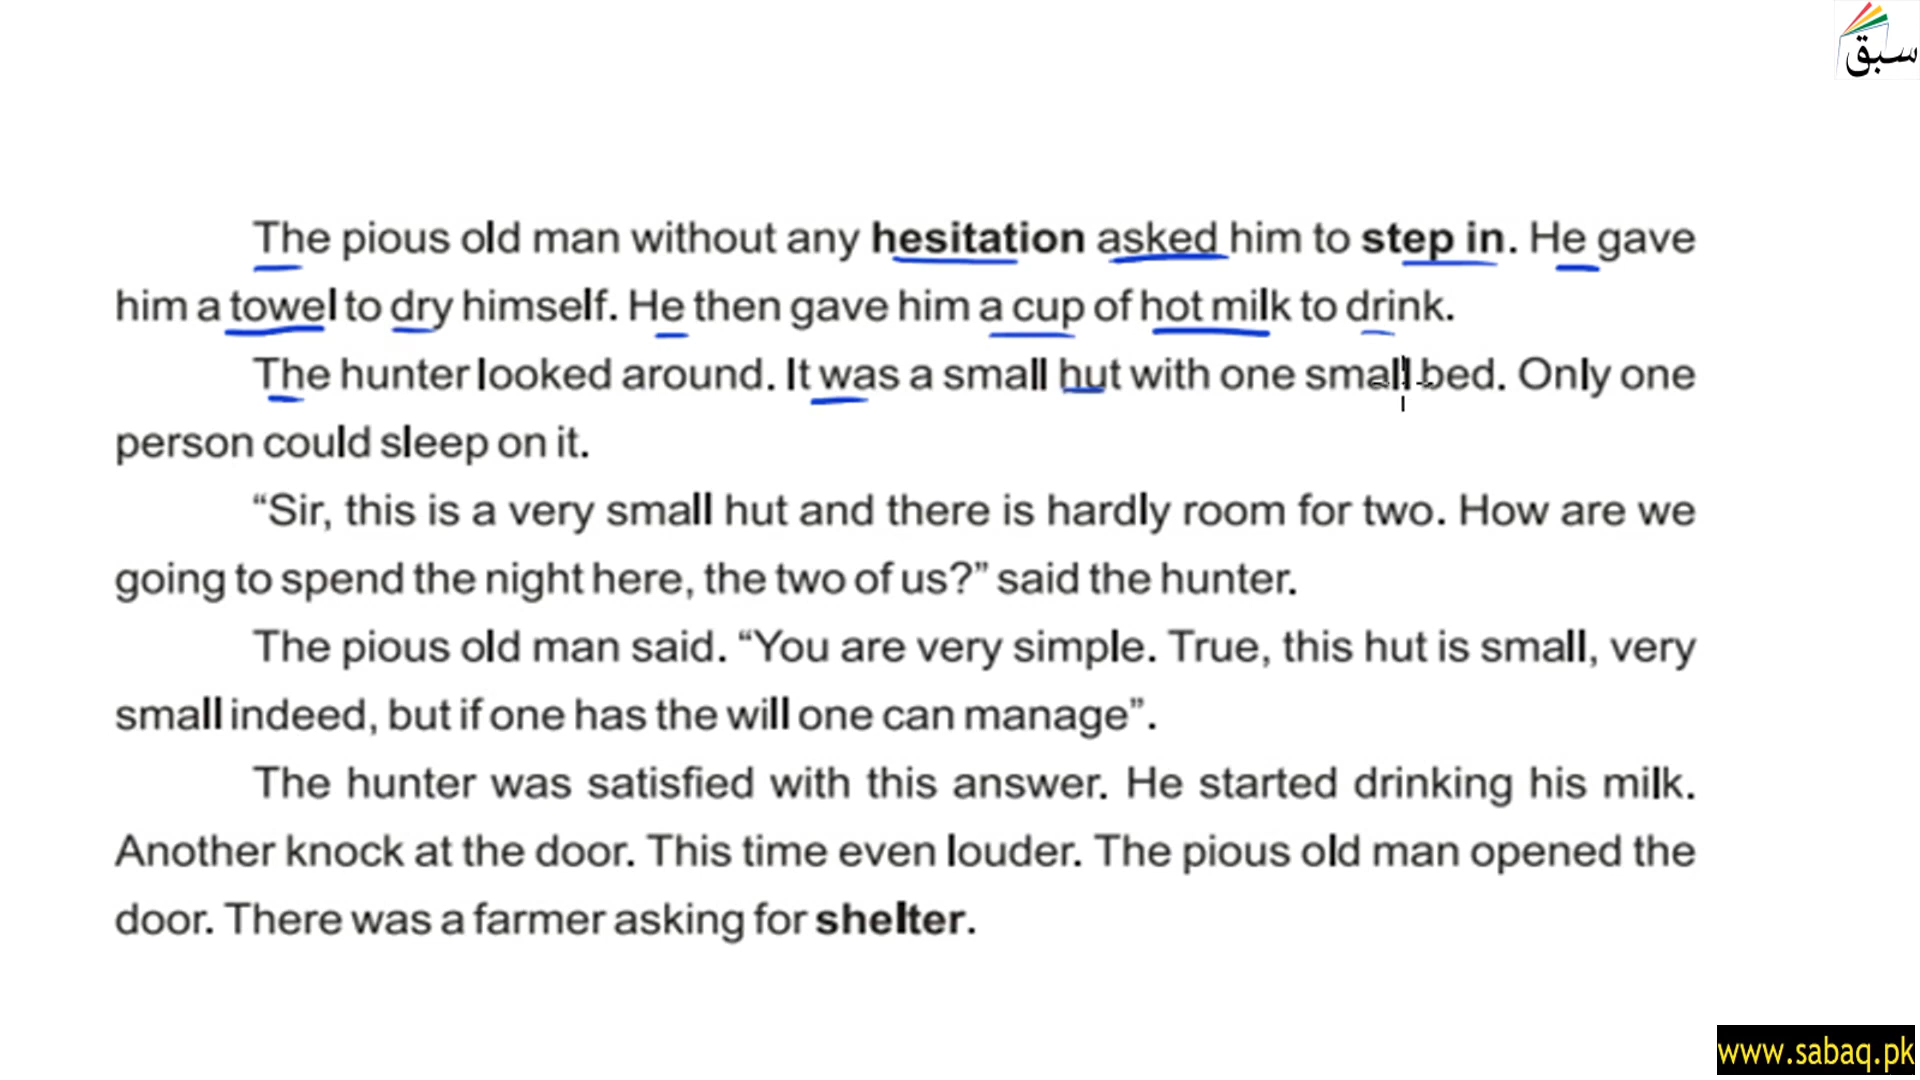 سبق
The pious old man without any hesitation asked him to step in. He gave
him a towel to dry himself. He then gave him a cup of hot milk to drink.
The hunter looked around. It was a small hut with one small bed. Only one
person could sleep on it.
“Sir, this is a very small hut and there is hardly room for two. How are we
going to spend the night here, the two of us?” said the hunter.
The pious old man said. “You are very simple. True, this hut is small, very
small indeed, but if one has the will one can manage”.
The hunter was satisfied with this answer. He started drinking his milk.
Another knock at the door. This time even louder. The pious old man opened the
door. There was a farmer asking for shelter.
www.sabaq.pk